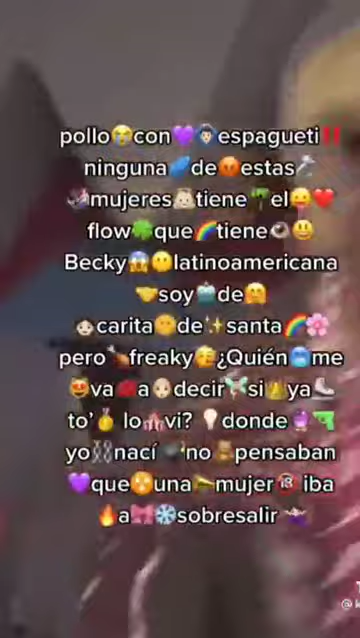 pollo😭con💜👰🏻espagueti‼️
ninguna🩴de😡estas
mujeres👵🏻tiene🌴el😛❤️
flow🍀que🌈tiene👁️😃
Becky😱😶latinoamericana
🤝soy🤖de🤗
👩🏻carita😶de✨santa🌈🌸
pero🍗freaky🥳¿Quién🥶me
va a👴🏻decir si ya
to' lo🎪vi? 💡donde🔮🔫
yo⛓️nací 💣no🧸pensaban
💜que una mujer🔞iba
🔥a🎀❄️sobresalir